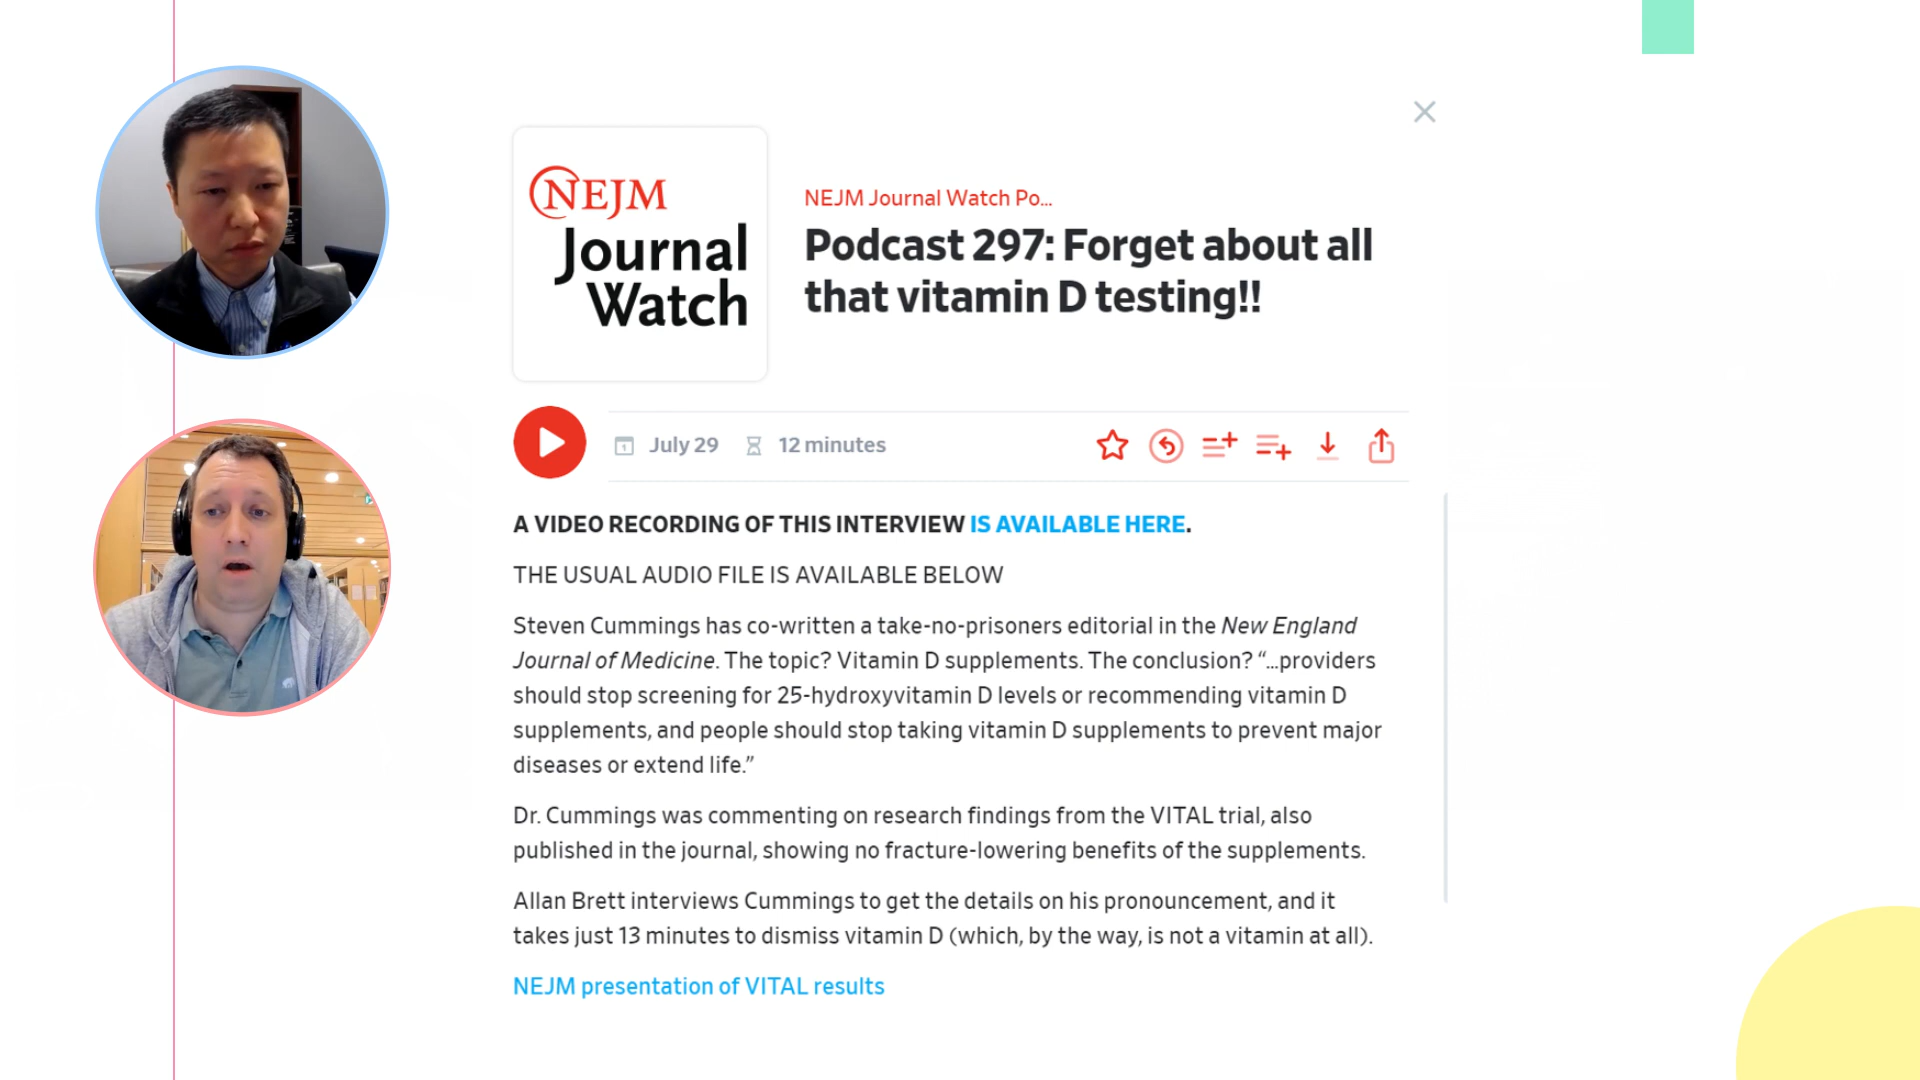 NEJM
Journal
Watch
NEJM Journal Watch Po...
Podcast 297: Forget about all
that vitamin D testing!!
July 29
12 minutes
A VIDEO RECORDING OF THIS INTERVIEW IS AVAILABLE HERE.
THE USUAL AUDIO FILE IS AVAILABLE BELOW
Steven Cummings has co-written a take-no-prisoners editorial in the New England
Journal of Medicine. The topic? Vitamin D supplements. The conclusion? “...providers
should stop screening for 25-hydroxyvitamin D levels or recommending vitamin D
supplements, and people should stop taking vitamin D supplements to prevent major
diseases or extend life.”
Dr. Cummings was commenting on research findings from the VITAL trial, also
published in the journal, showing no fracture-lowering benefits of the supplements.
Allan Brett interviews Cummings to get the details on his pronouncement, and it
takes just 13 minutes to dismiss vitamin D (which, by the way, is not a vitamin at all).
NEJM presentation of VITAL results